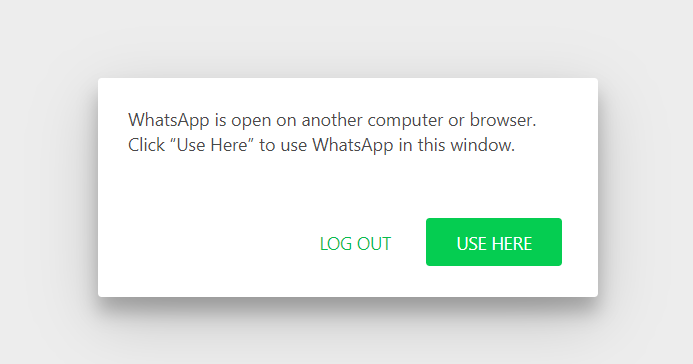 WhatsApp is open on another computer or browser.
Click “Use Here” to use WhatsApp in this window.
LOG OUT
USE HERE